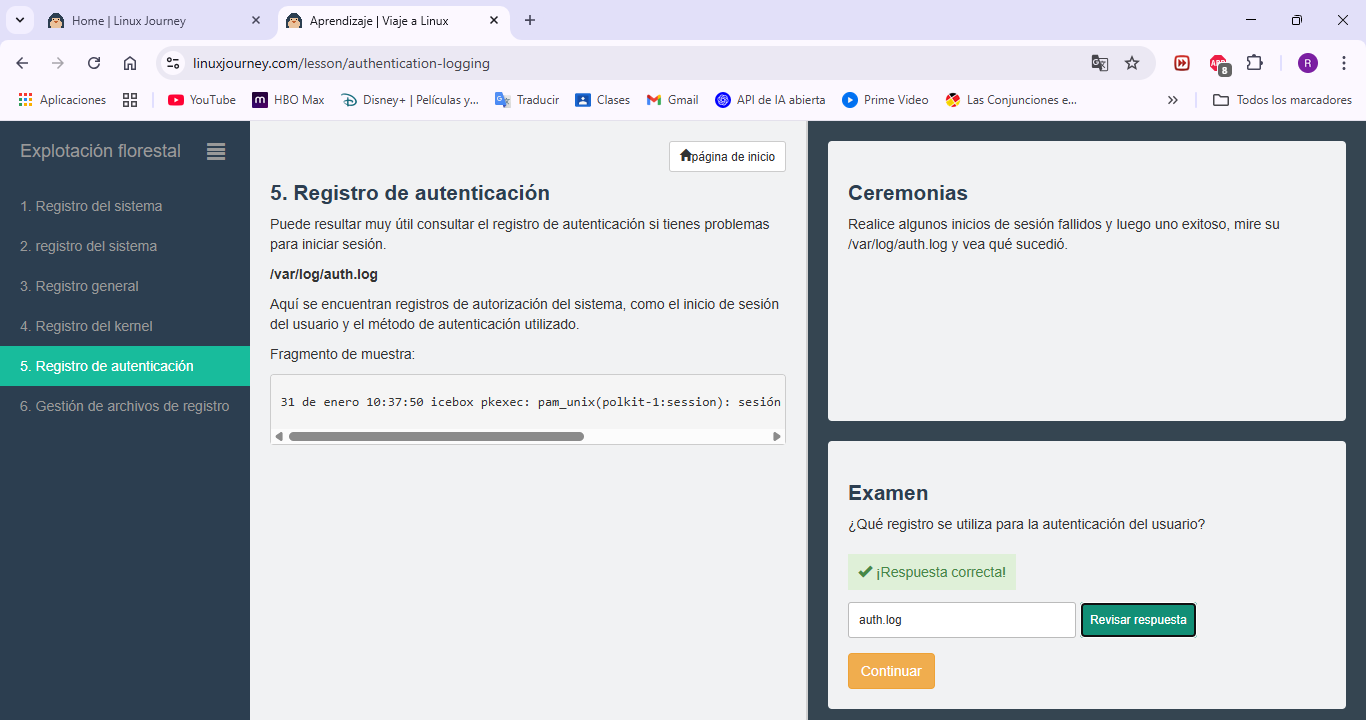 Home | Linux Journey
Aprendizaje | Viaje a Linux
linuxjourney.com/lesson/authentication-logging
ABP
8
R
Aplicaciones
YouTube
m HBO Max
Disney+ | Películas y...
Traducir
Clases
Gmail
API de IA abierta
Prime Video
Las Conjunciones e...
»
Todos los marcadores
Explotación florestal
1. Registro del sistema
2. registro del sistema
3. Registro general
4. Registro del kernel
5. Registro de autenticación
6. Gestión de archivos de registro
página de inicio
5. Registro de autenticación
Puede resultar muy útil consultar el registro de autenticación si tienes problemas
para iniciar sesión.
/var/log/auth.log
Aquí se encuentran registros de autorización del sistema, como el inicio de sesión
del usuario y el método de autenticación utilizado.
Fragmento de muestra:
31 de enero 10:37:50 icebox pkexec: pam_unix(polkit-1:session): sesión
Ceremonias
Realice algunos inicios de sesión fallidos y luego uno exitoso, mire su
/var/log/auth.log y vea qué sucedió.
Examen
¿Qué registro se utiliza para la autenticación del usuario?
¡Respuesta correcta!
auth.log
Revisar respuesta
Continuar